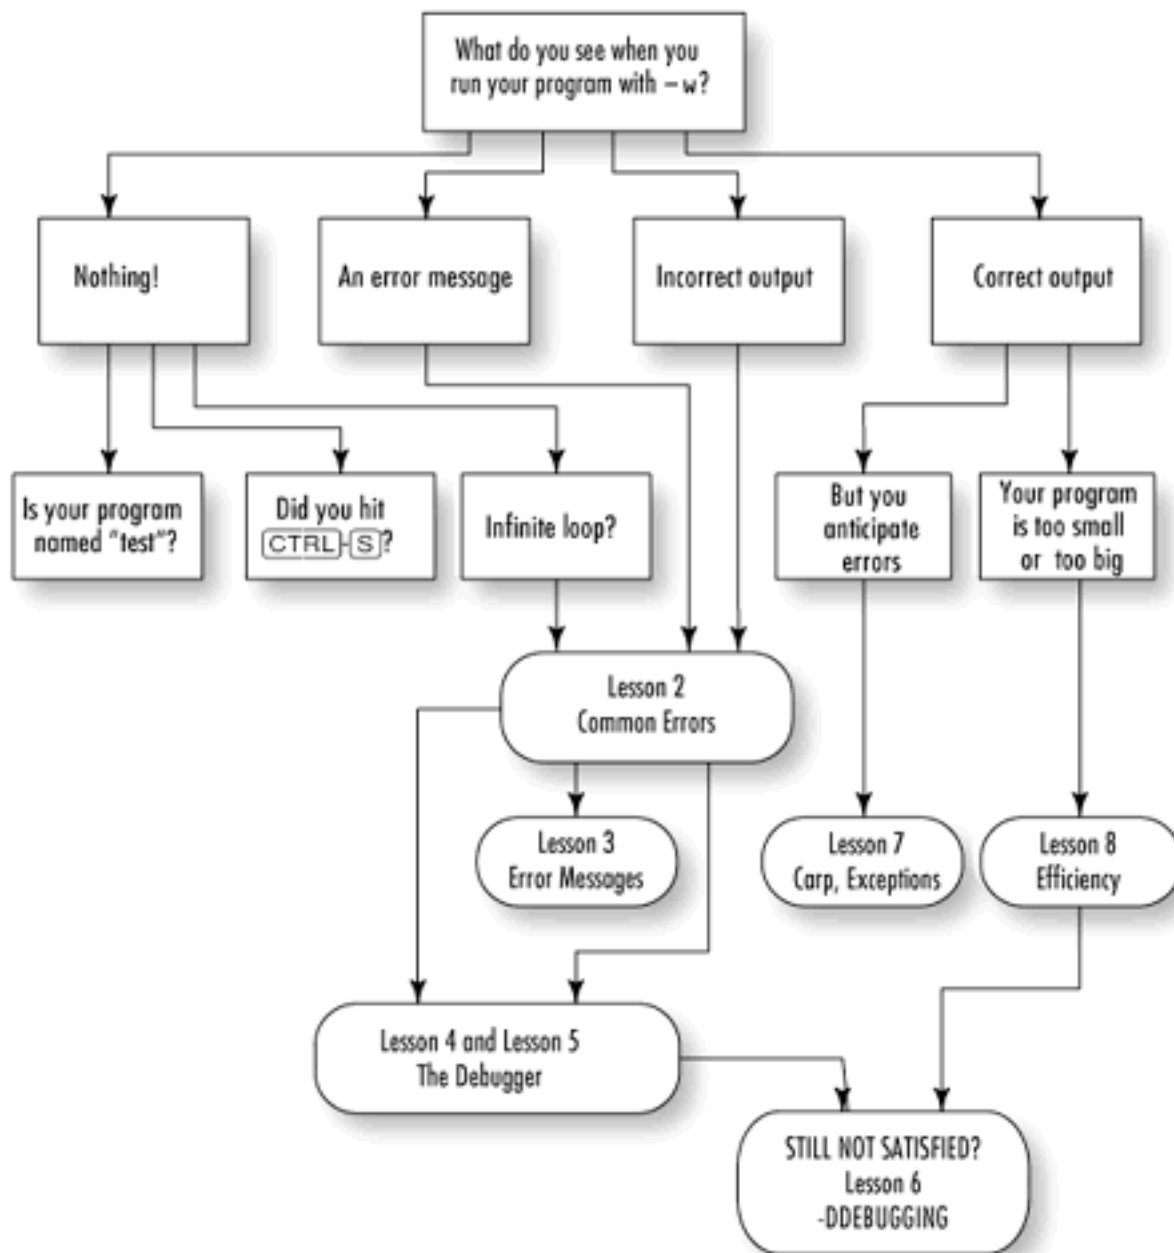 What do you see when you
run your program with – w?
Nothing!
An error message
Incorrect output
Correct output
Is your program
named "test"?
Did you hit
CTRL-S?
Infinite loop?
But you
anticipate
errors
Your program
is too small
or too big
Lesson 2
Common Errors
Lesson 3
Error Messages
Lesson 7
Carp, Exceptions
Lesson 8
Efficiency
Lesson 4 and Lesson 5
The Debugger
STILL NOT SATISFIED?
Lesson 6
-DDEBUGGING